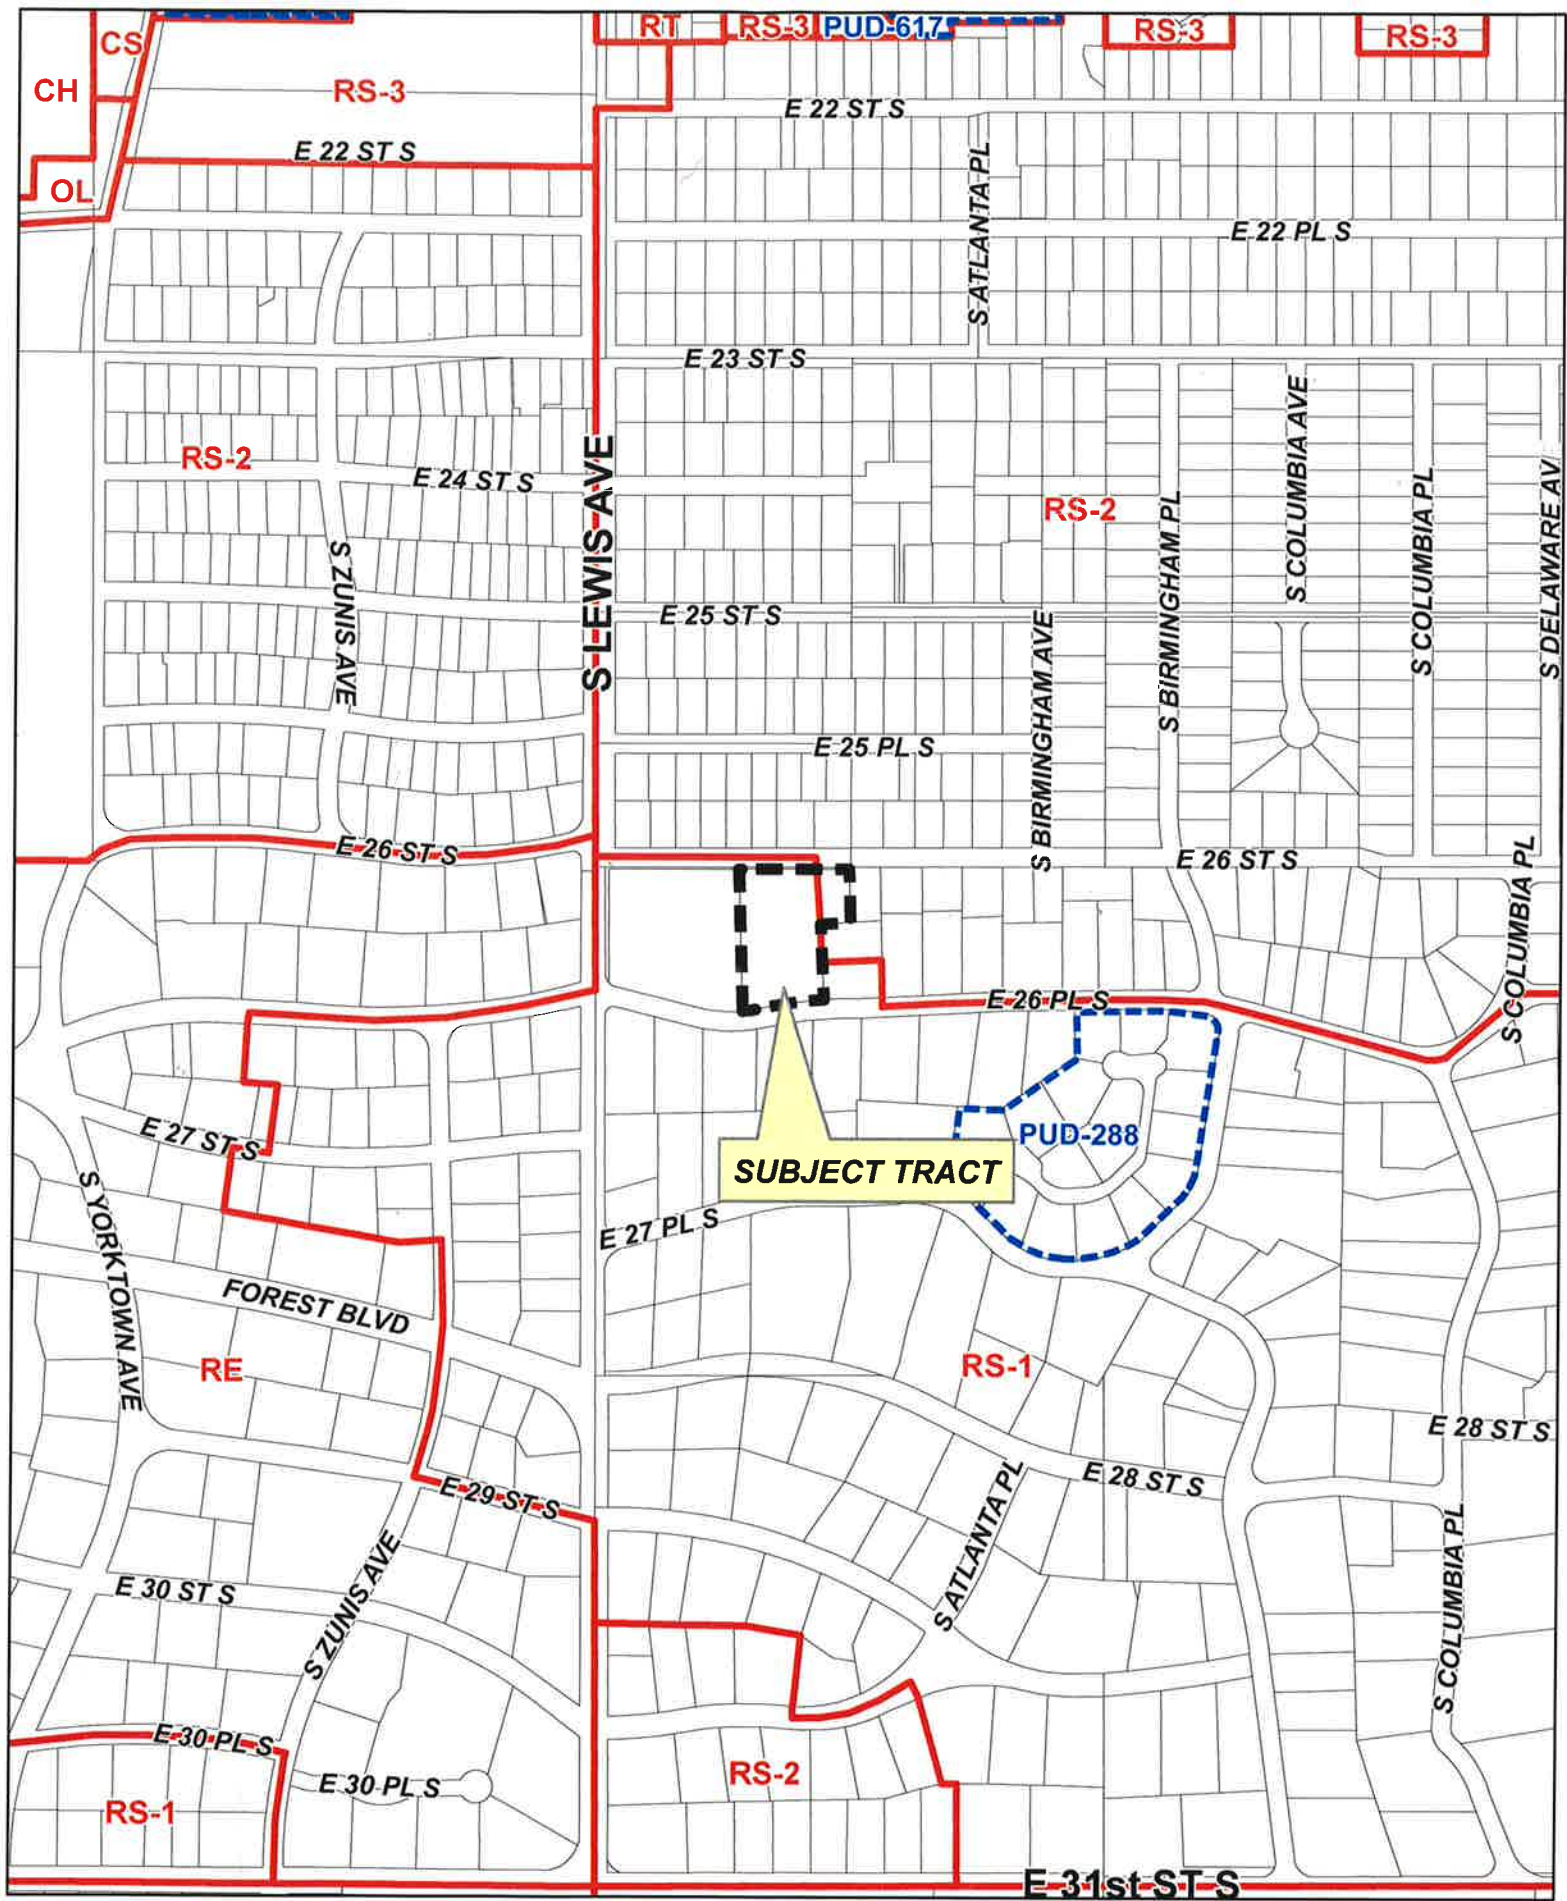 RT
RS-3
PUD-617
RS-3
RS-3
CS
CH
RS-3
E 22 ST S
E 22 ST S
OL
S ATLANTA PL
E 22 PL S
E 23 ST S
RS-2
E 24 ST S
S LEWIS AVE
RS-2
S BIRMINGHAM PL
S COLUMBIA AVE
S COLUMBIA PL
S DELAWARE AV
S ZUNIS AVE
E 25 ST S
S BIRMINGHAM AVE
E 25 PL S
E 26 ST S
E 26 ST S
S COLUMBIA PL
E 26 PL S
E 27 ST S
PUD-288
SUBJECT TRACT
S YORKTOWN AVE
E 27 PL S
FOREST BLVD
RE
RS-1
E 28 ST S
E 28 ST S
E 29 ST S
S ATLANTA PL
E 30 ST S
S ZUNIS AVE
S COLUMBIA PL
E 30 PL S
E 30 PL S
RS-2
RS-1
E 31st ST S